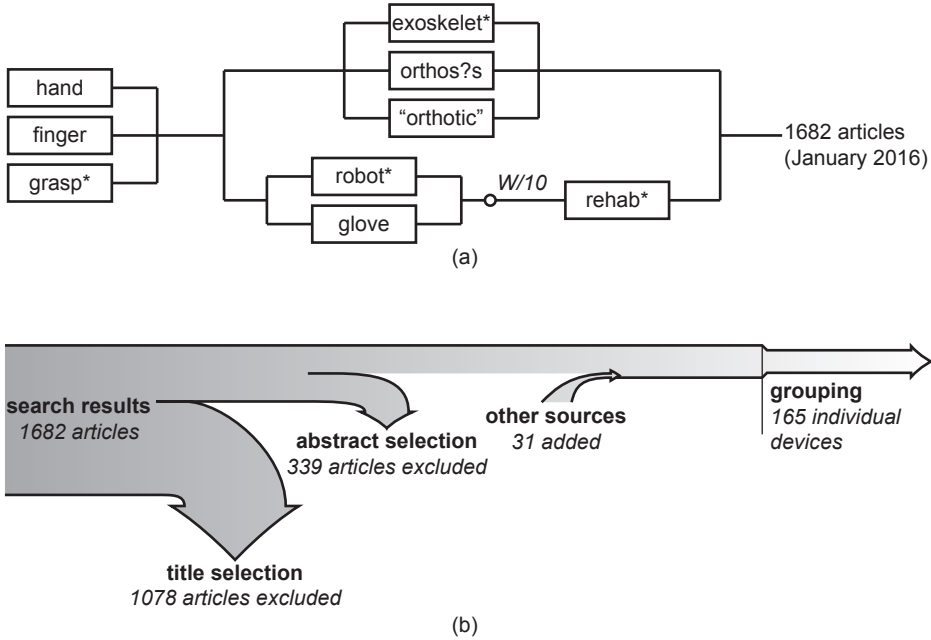 exoskelet*
hand
orthos?s
finger
"orthotic"
1682 articles
(January 2016)
grasp*
robot*
W/10
rehab*
glove
(a)
search results
1682 articles
abstract selection
339 articles excluded
other sources
31 added
grouping
165 individual
devices
title selection
1078 articles excluded
(b)